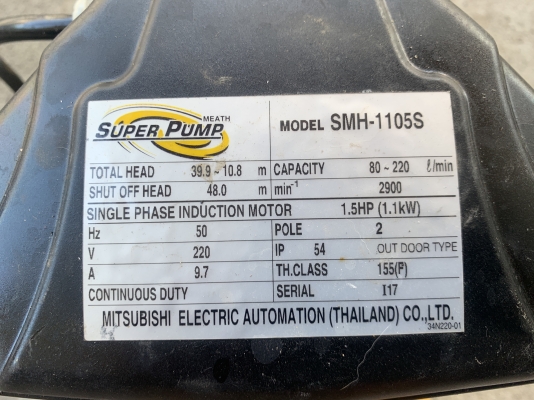 MEATH
SUPER PUMP
MODEL SMH-1105S
TOTAL HEAD 39.9~10.8 m CAPACITY 80~220 ℓ/min
SHUT OFF HEAD 48.0 m min⁻¹ 2900
SINGLE PHASE INDUCTION MOTOR 1.5HP (1.1kW)
Hz 50 POLE 2
V 220 IP 54 OUT DOOR TYPE
A 9.7 TH.CLASS 155(F)
CONTINUOUS DUTY SERIAL I17
MITSUBISHI ELECTRIC AUTOMATION (THAILAND) CO.,LTD.
34N220-01